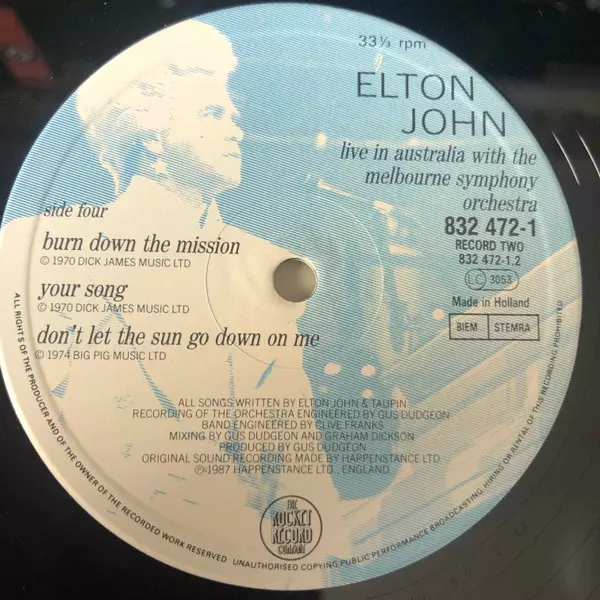 33⅓ rpm
ELTON
JOHN
live in australia with the
melbourne symphony
orchestra
832 472-1
RECORD TWO
832 472-1.2
LC 3053
Made in Holland
BIEM STEMRA
side four
burn down the mission
© 1970 DICK JAMES MUSIC LTD
your song
© 1970 DICK JAMES MUSIC LTD
don't let the sun go down on me
© 1974 BIG PIG MUSIC LTD
ALL SONGS WRITTEN BY ELTON JOHN & TAUPIN
RECORDING OF THE ORCHESTRA ENGINEERED BY GUS DUDGEON
BAND ENGINEERED BY CLIVE FRANKS
MIXING BY GUS DUDGEON AND GRAHAM DICKSON
PRODUCED BY GUS DUDGEON
ORIGINAL SOUND RECORDING MADE BY HAPPENSTANCE LTD
℗1987 HAPPENSTANCE LTD., ENGLAND
THE
ROCKET
RECORD
COMPANY
ALL RIGHTS OF THE PRODUCER AND OF THE OWNER OF THE RECORDED WORK RESERVED UNAUTHORISED COPYING PUBLIC PERFORMANCE BROADCASTING HIRING OR RENTAL OF THIS RECORDING PROHIBITED